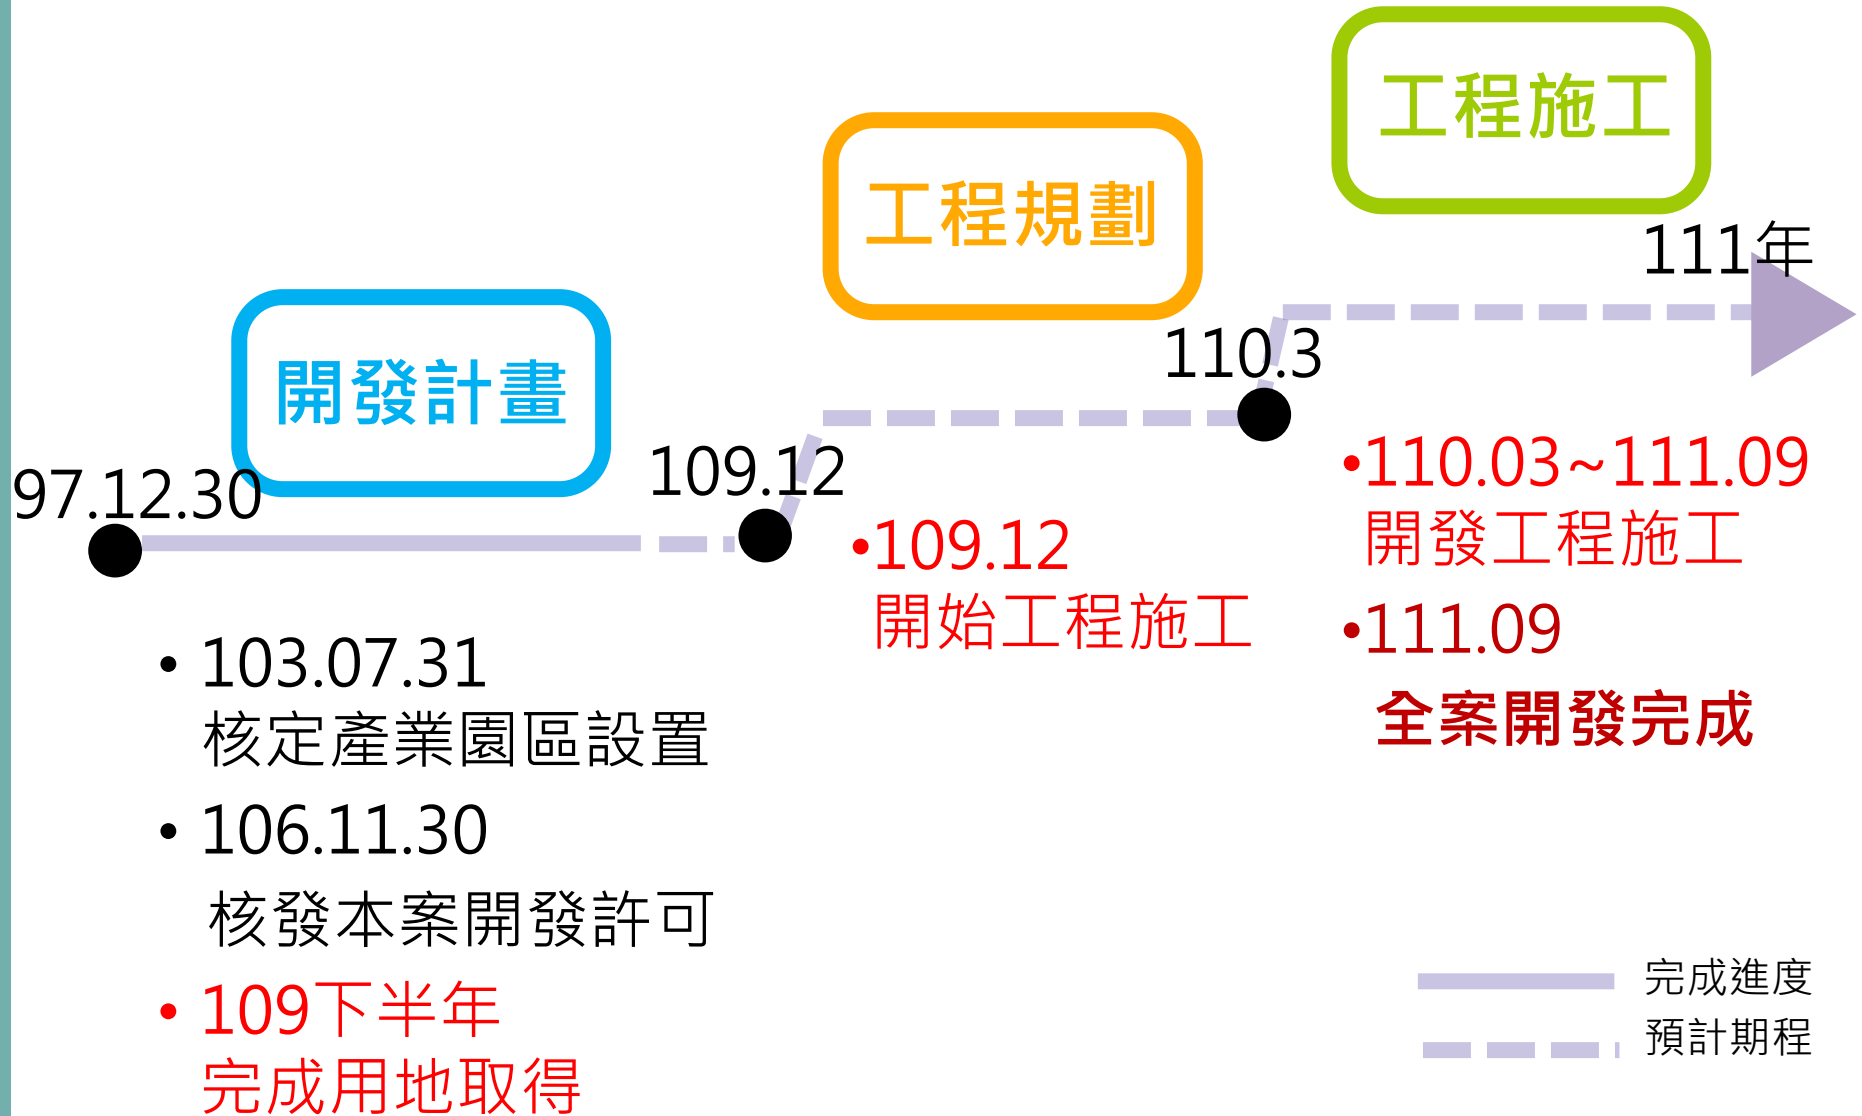 工程施工
工程規劃
111年
開發計畫
110.3
109.12
97.12.30
•110.03~111.09
開發工程施工
•109.12
開始工程施工
•111.09
全案開發完成
• 103.07.31
核定產業園區設置
• 106.11.30
核發本案開發許可
• 109下半年
完成用地取得
完成進度
預計期程